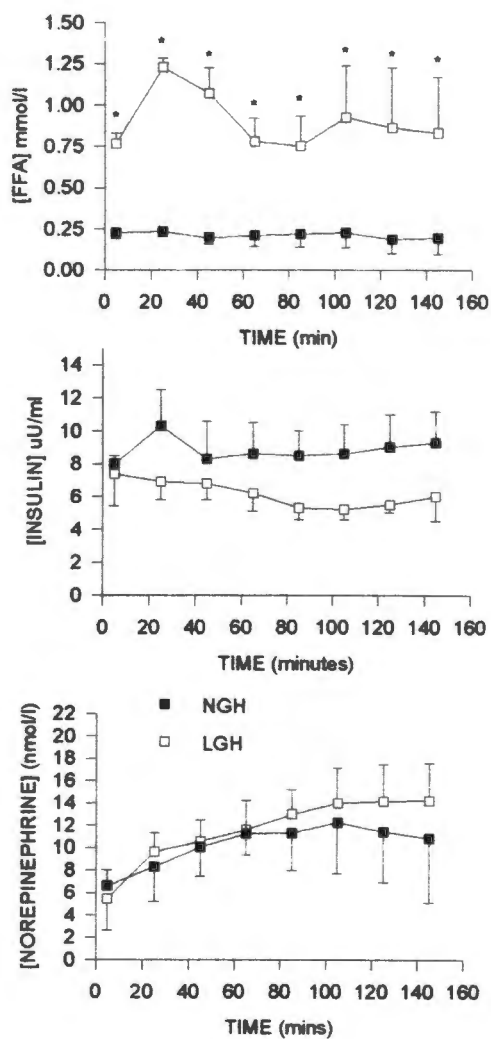 [FFA] mmol/l
1.50
1.25
1.00
0.75
0.50
0.25
0.00
* * * * * * * *
0 20 40 60 80 100 120 140 160
TIME (min)
[INSULIN] uU/ml
14
12
10
8
6
4
2
0
0 20 40 60 80 100 120 140 160
TIME (minutes)
[NOREPINEPHRINE] (nmol/l)
22
20
18
16
14
12
10
8
6
4
2
0
NGH
LGH
0 20 40 60 80 100 120 140 160
TIME (mins)